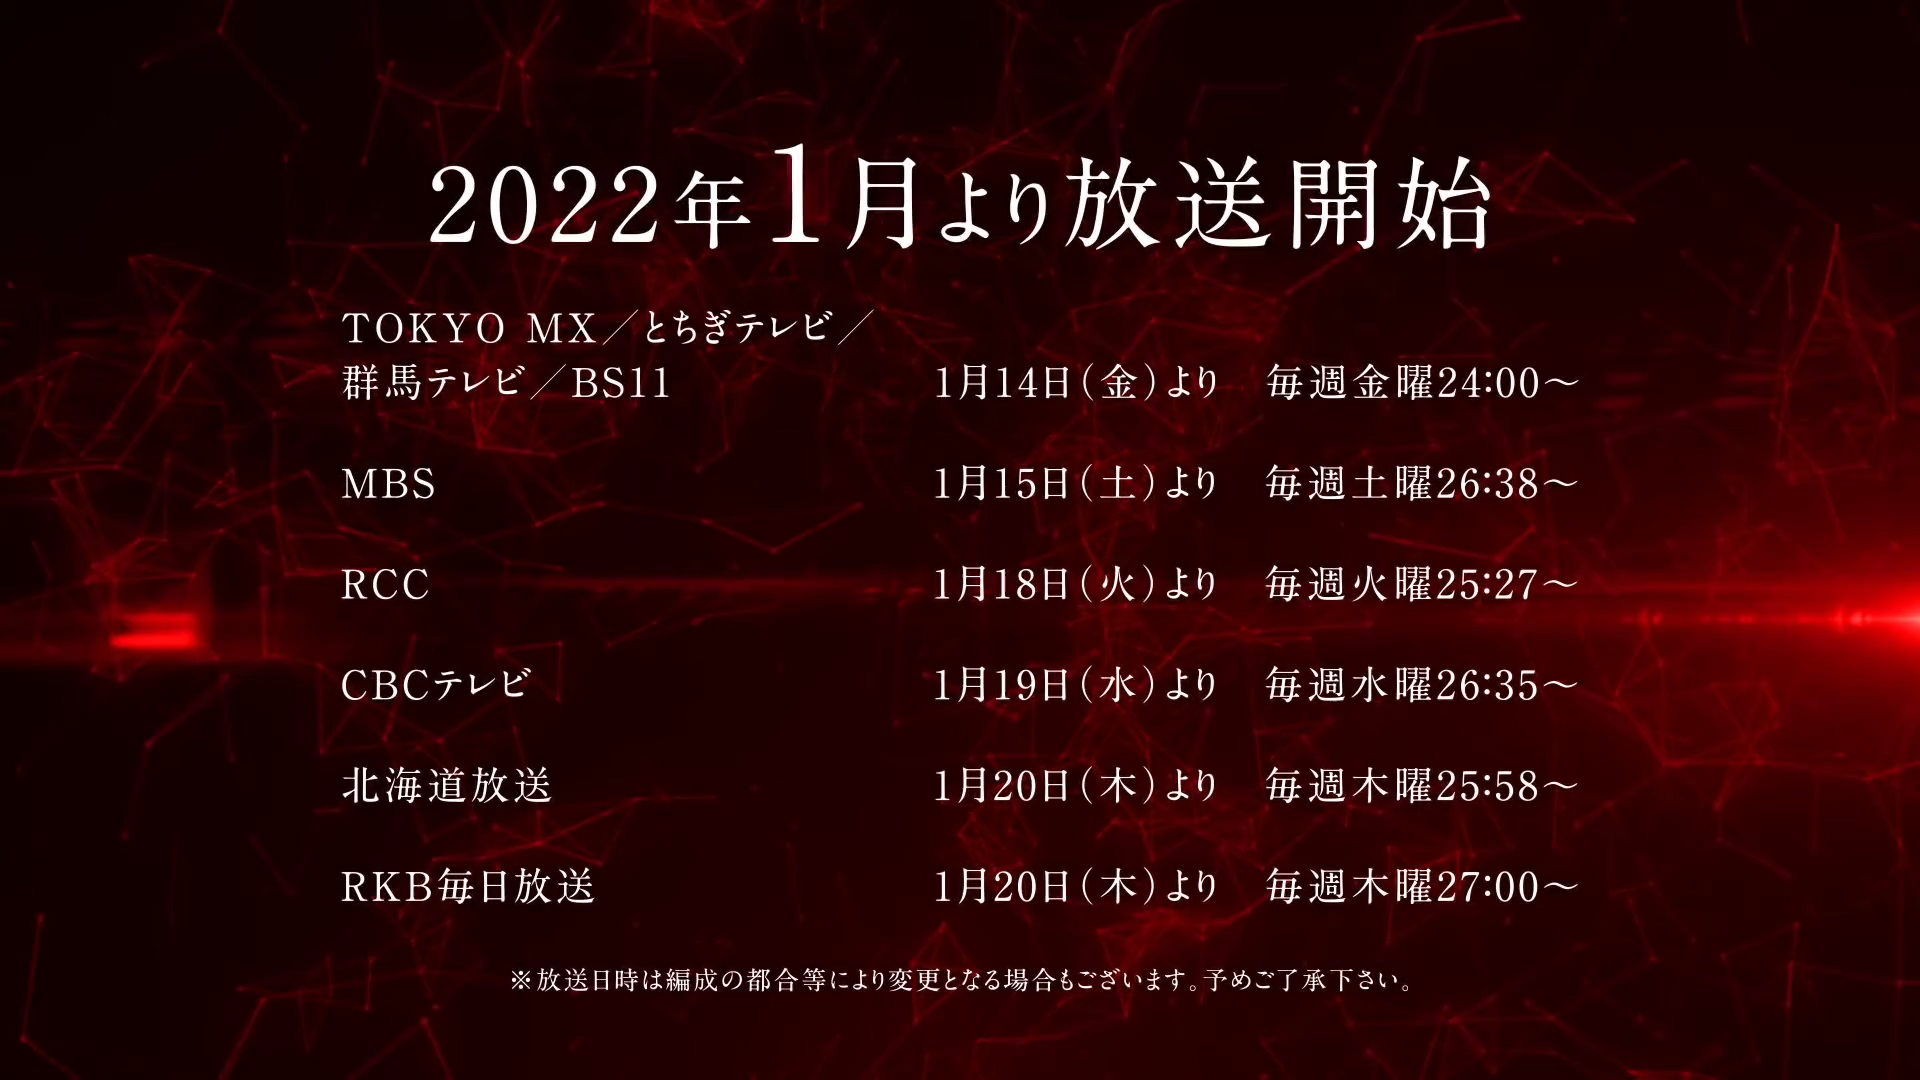 2022年1月より放送開始
TOKYO MX／とちぎテレビ／
群馬テレビ／BS11 1月14日（金）より 毎週金曜24:00〜
MBS 1月15日（土）より 毎週土曜26:38〜
RCC 1月18日（火）より 毎週火曜25:27〜
CBCテレビ 1月19日（水）より 毎週水曜26:35〜
北海道放送 1月20日（木）より 毎週木曜25:58〜
RKB毎日放送 1月20日（木）より 毎週木曜27:00〜
※放送日時は編成の都合等により変更となる場合もございます。予めご了承下さい。